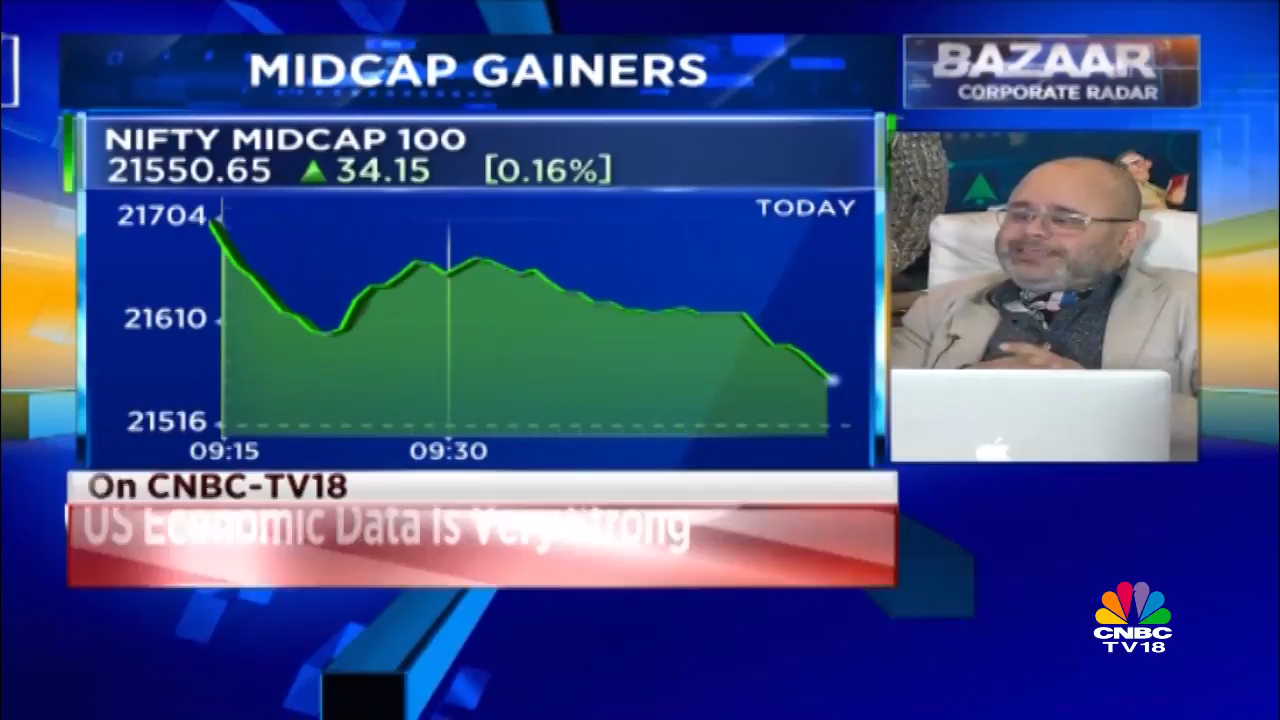 MIDCAP GAINERS
BAZAAR
CORPORATE RADAR
NIFTY MIDCAP 100
21550.65 ▲ 34.15 [0.16%]
TODAY
21704
21610
21516
09:15 09:30
On CNBC-TV18
US Economic Data Is Very Strong
CNBC
TV18